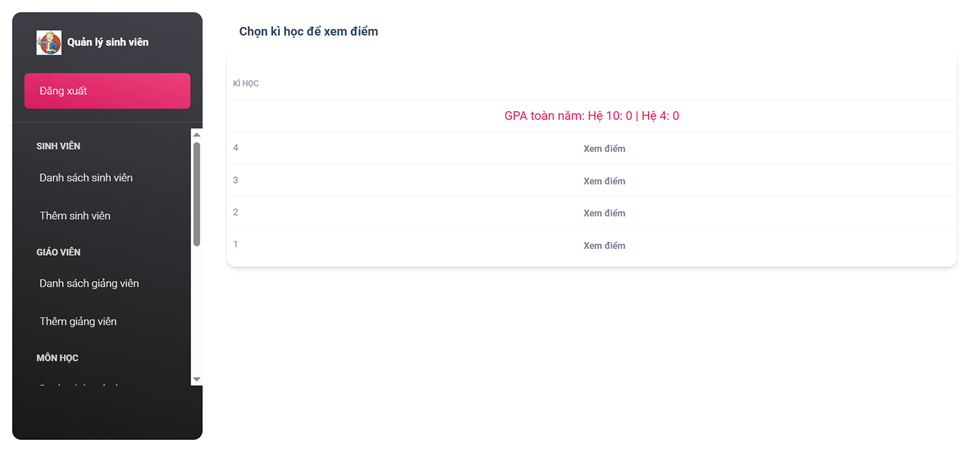 Quản lý sinh viên
Đăng xuất
SINH VIÊN
Danh sách sinh viên
Thêm sinh viên
GIÁO VIÊN
Danh sách giảng viên
Thêm giảng viên
MÔN HỌC
Chọn kì học để xem điểm
KÌ HỌC
GPA toàn năm: Hệ 10: 0 | Hệ 4: 0
4 Xem điểm
3 Xem điểm
2 Xem điểm
1 Xem điểm